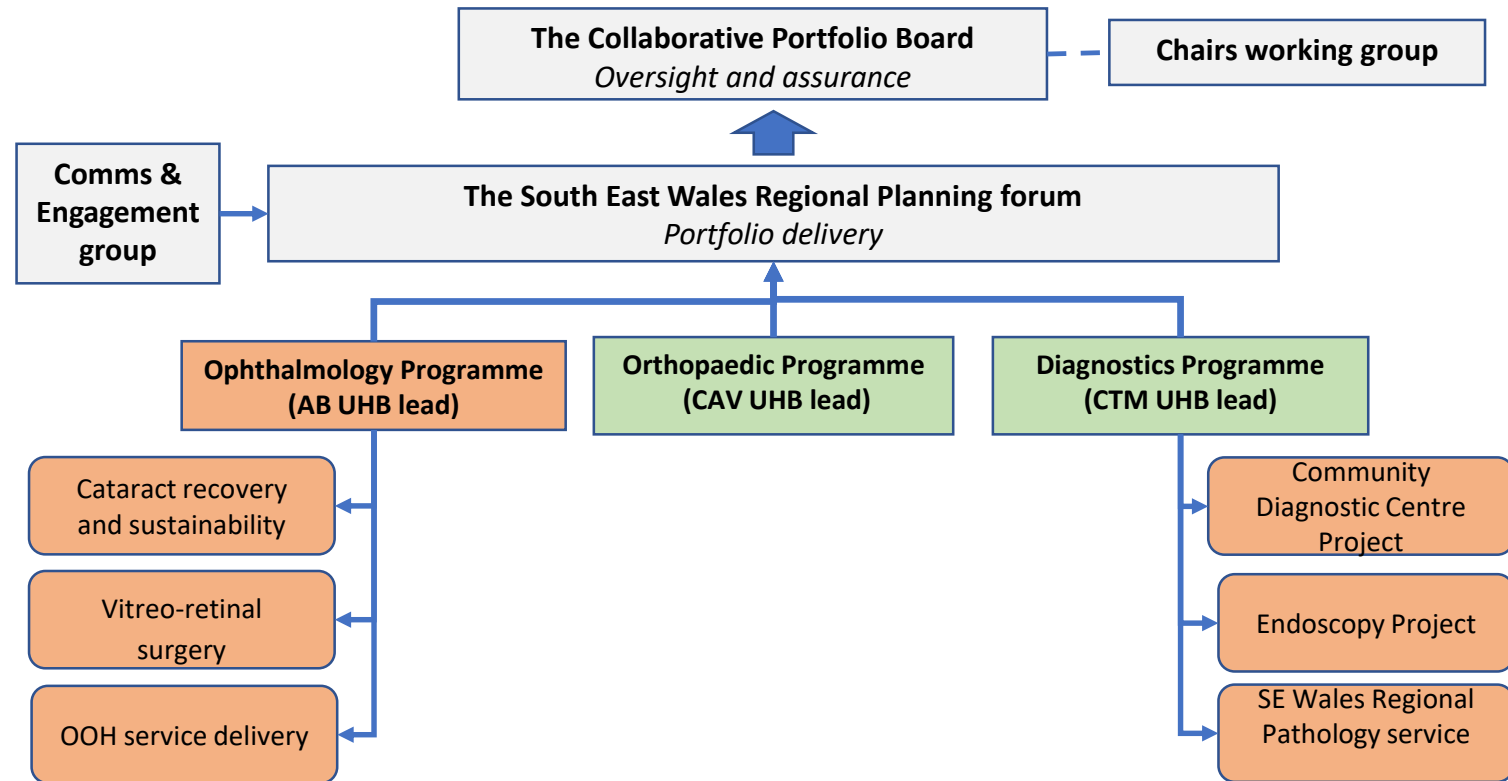 The Collaborative Portfolio Board
Oversight and assurance
Chairs working group
Comms &
Engagement
group
The South East Wales Regional Planning forum
Portfolio delivery
Ophthalmology Programme
(AB UHB lead)
Orthopaedic Programme
(CAV UHB lead)
Diagnostics Programme
(CTM UHB lead)
Cataract recovery
and sustainability
Vitreo-retinal
surgery
OOH service delivery
Community
Diagnostic Centre
Project
Endoscopy Project
SE Wales Regional
Pathology service